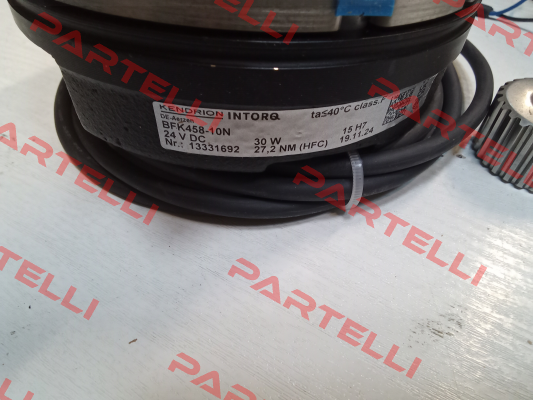 KENDRION INTORQ ta≤40°C class.F
DE-Aerzen
BFK458-10N
24 V DC 30 W 15 H7
Nr.: 13331692 27,2 NM (HFC) 19.11.24
PARTELLI
PARTELLI
PARTELLI
PARTELLI
PARTELLI
PARTELLI